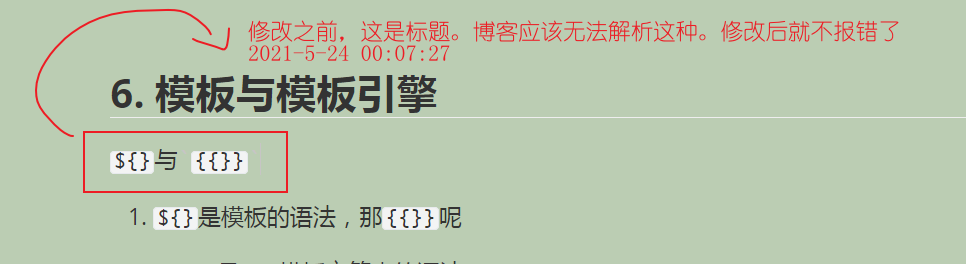 修改之前，这是标题。博客应该无法解析这种。修改后就不报错了
2021-5-24 00:07:27
6. 模板与模板引擎
${}与 {{}}
1. ${}是模板的语法，那{{}}呢